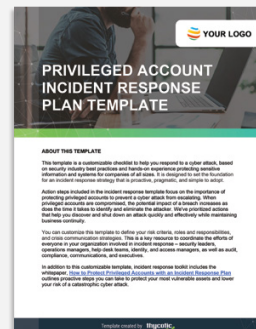 YOUR LOGO
PRIVILEGED ACCOUNT
INCIDENT RESPONSE
PLAN TEMPLATE
ABOUT THIS TEMPLATE
This template is a customizable checklist to help you respond to a cyber attack, based
on security industry best practices and hands-on experience protecting sensitive
information and systems for companies of all sizes. It is designed to set the foundation
for an incident response strategy that is proactive, pragmatic, and simple to adopt.
Action steps included in the incident response template focus on the importance of
protecting privileged accounts to prevent a cyber attack from escalating. When
privileged accounts are compromised, the potential impact of a breach increases as
does the time it takes to identify and eliminate the attacker. We've prioritized actions
that help you discover and shut down an attack quickly and effectively while maintaining
business continuity.
You can customize this template to define your risk criteria, roles and responsibilities,
and crisis communication strategies. This is a key resource to coordinate the efforts of
everyone in your organization involved in incident response – security leaders,
operations managers, help desk teams, identity, and access managers, as well as audit,
compliance, communications, and executives.
In addition to this customizable template, incident response toolkit includes the
whitepaper, How to Protect Privileged Accounts with an Incident Response Plan
outlines proactive steps you can take to protect your most vulnerable assets and lower
your risk of a catastrophic cyber attack.
Template created by thycotic